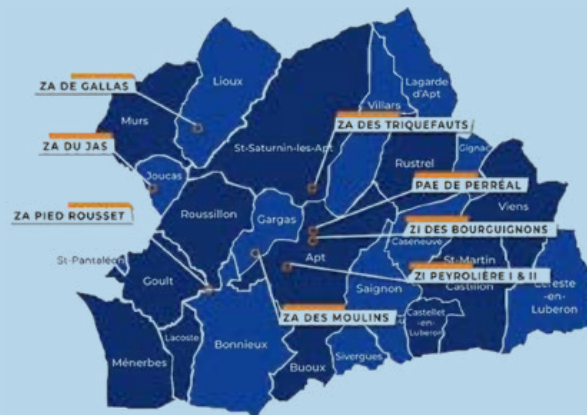 Lioux
Lagarde
d'Apt
ZA DE GALLAS
Murs
Villars
ZA DES TRIQUEFAUTS
ZA DU JAS
St-Saturnin-les-Apt
Rustrel
Gignac
Joucas
PAE DE PERRÉAL
ZA PIED ROUSSET
Roussillon
Gargas
Viens
ZI DES BOURGUIGNONS
Caseneuve
St-Pantaléon
Apt
St-Martin
Goult
ZI PEYROLIÈRE I & II
Saignon
Castillon
Céreste
-en-
Luberon
ZA DES MOULINS
Castellet
-en-
Luberon
Lacoste
Bonnieux
Ménerbes
Buoux
Sivergues